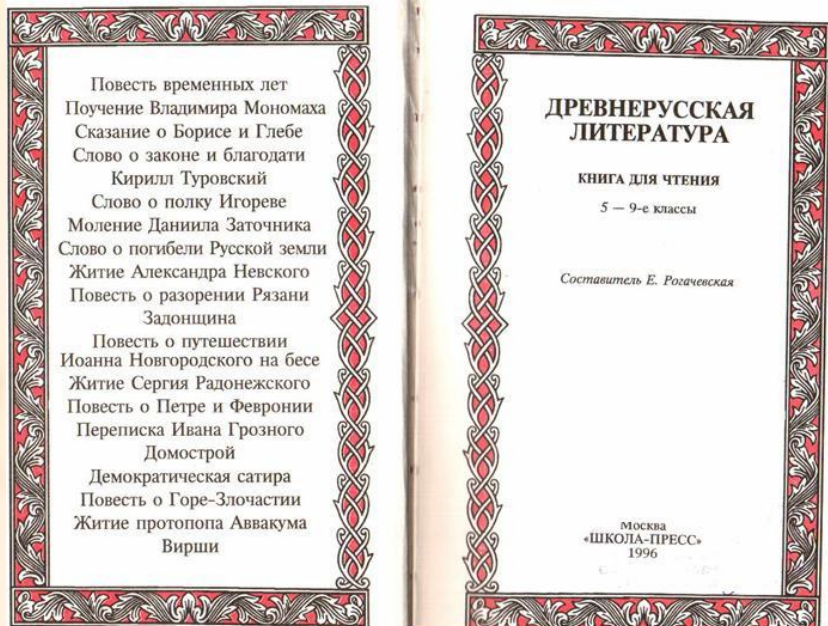 Повесть временных лет
Поучение Владимира Мономаха
Сказание о Борисе и Глебе
Слово о законе и благодати
Кирилл Туровский
Слово о полку Игореве
Моление Даниила Заточника
Слово о погибели Русской земли
Житие Александра Невского
Повесть о разорении Рязани
Задонщина
Повесть о путешествии
Иоанна Новгородского на бесе
Житие Сергия Радонежского
Повесть о Петре и Февронии
Переписка Ивана Грозного
Домострой
Демократическая сатира
Повесть о Горе-Злочастии
Житие протопопа Аввакума
Вирши
ДРЕВНЕРУССКАЯ
ЛИТЕРАТУРА
КНИГА ДЛЯ ЧТЕНИЯ
5 — 9-е классы
Составитель Е. Рогачевская
Москва
«ШКОЛА-ПРЕСС»
1996